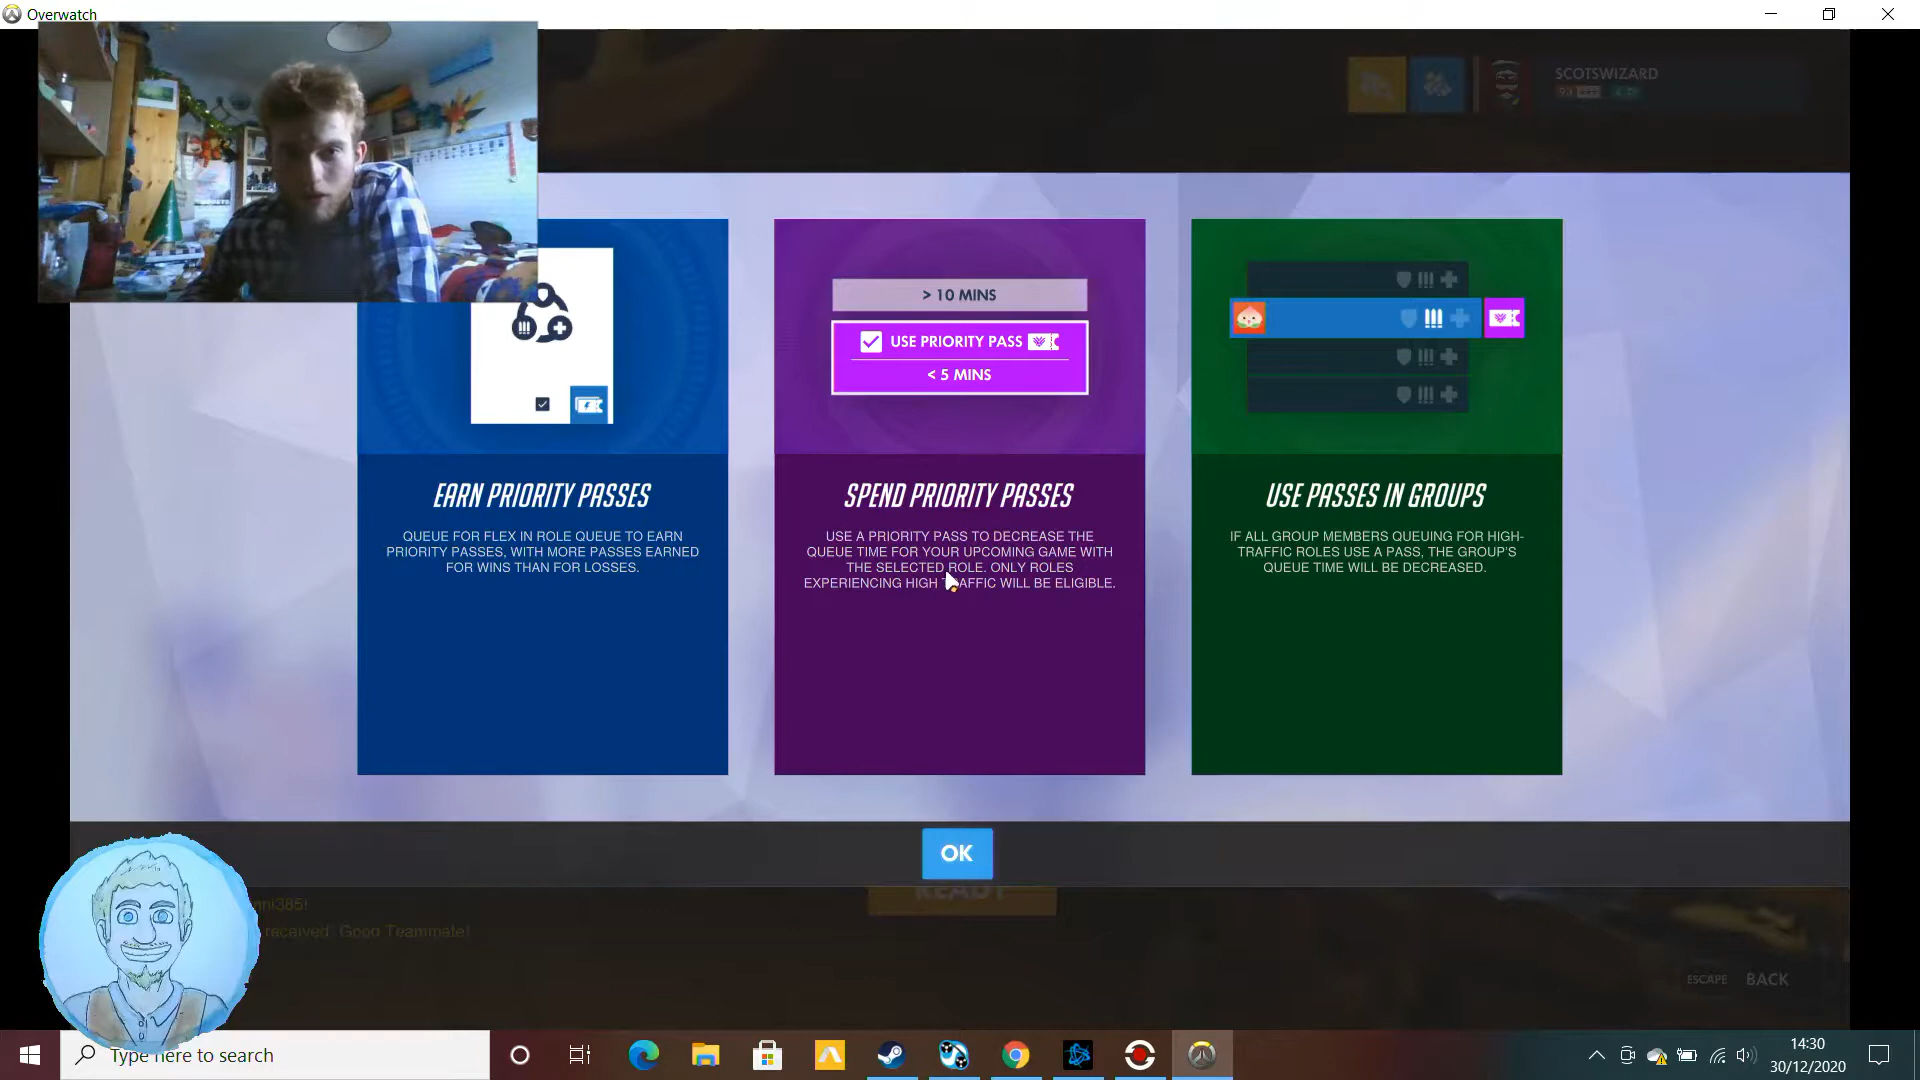 Overwatch
SCOTSWIZARD
> 10 MINS
USE PRIORITY PASS
< 5 MINS
EARN PRIORITY PASSES
QUEUE FOR FLEX IN ROLE QUEUE TO EARN
PRIORITY PASSES, WITH MORE PASSES EARNED
FOR WINS THAN FOR LOSSES.
SPEND PRIORITY PASSES
USE A PRIORITY PASS TO DECREASE THE
QUEUE TIME FOR YOUR UPCOMING GAME WITH
THE SELECTED ROLE. ONLY ROLES
EXPERIENCING HIGH TRAFFIC WILL BE ELIGIBLE.
USE PASSES IN GROUPS
IF ALL GROUP MEMBERS QUEUING FOR HIGH-
TRAFFIC ROLES USE A PASS, THE GROUP'S
QUEUE TIME WILL BE DECREASED.
OK
READY
received: Good Teammate!
ESCAPE BACK
Type here to search
14:30
30/12/2020